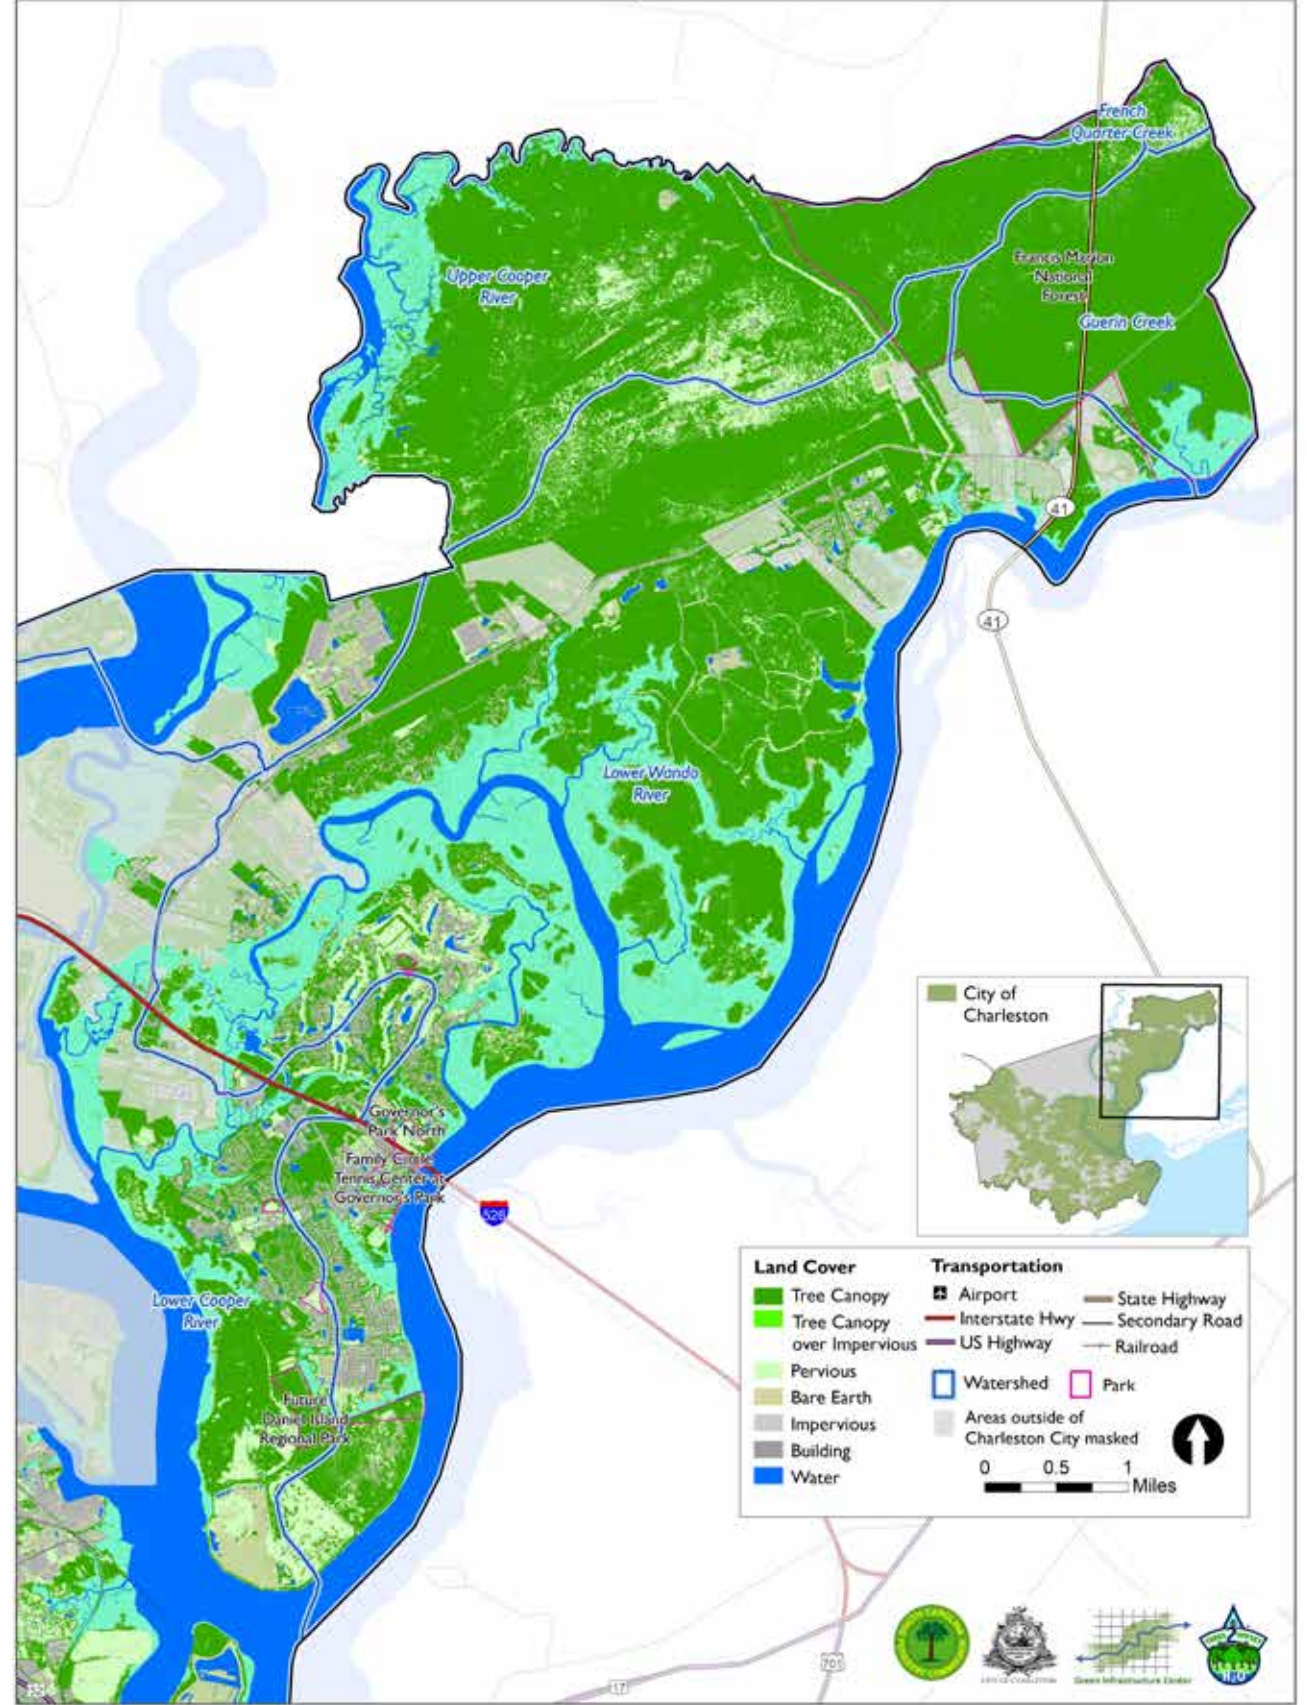 French
Quarter Creek
Upper Cooper
River
Francis Marion
National
Forest
Guerin Creek
41
41
Lower Wando
River
City of
Charleston
Governor's
Park North
Family Circle
Tennis Center at
Governor's Park
526
Lower Cooper
River
Future
Daniel Island
Regional Park
Land Cover
Tree Canopy
Tree Canopy
over Impervious
Pervious
Bare Earth
Impervious
Building
Water
Transportation
Airport
Interstate Hwy
US Highway
State Highway
Secondary Road
Railroad
Watershed
Park
Areas outside of
Charleston City masked
0 0.5 1
Miles
701
17
Green Infrastructure Center